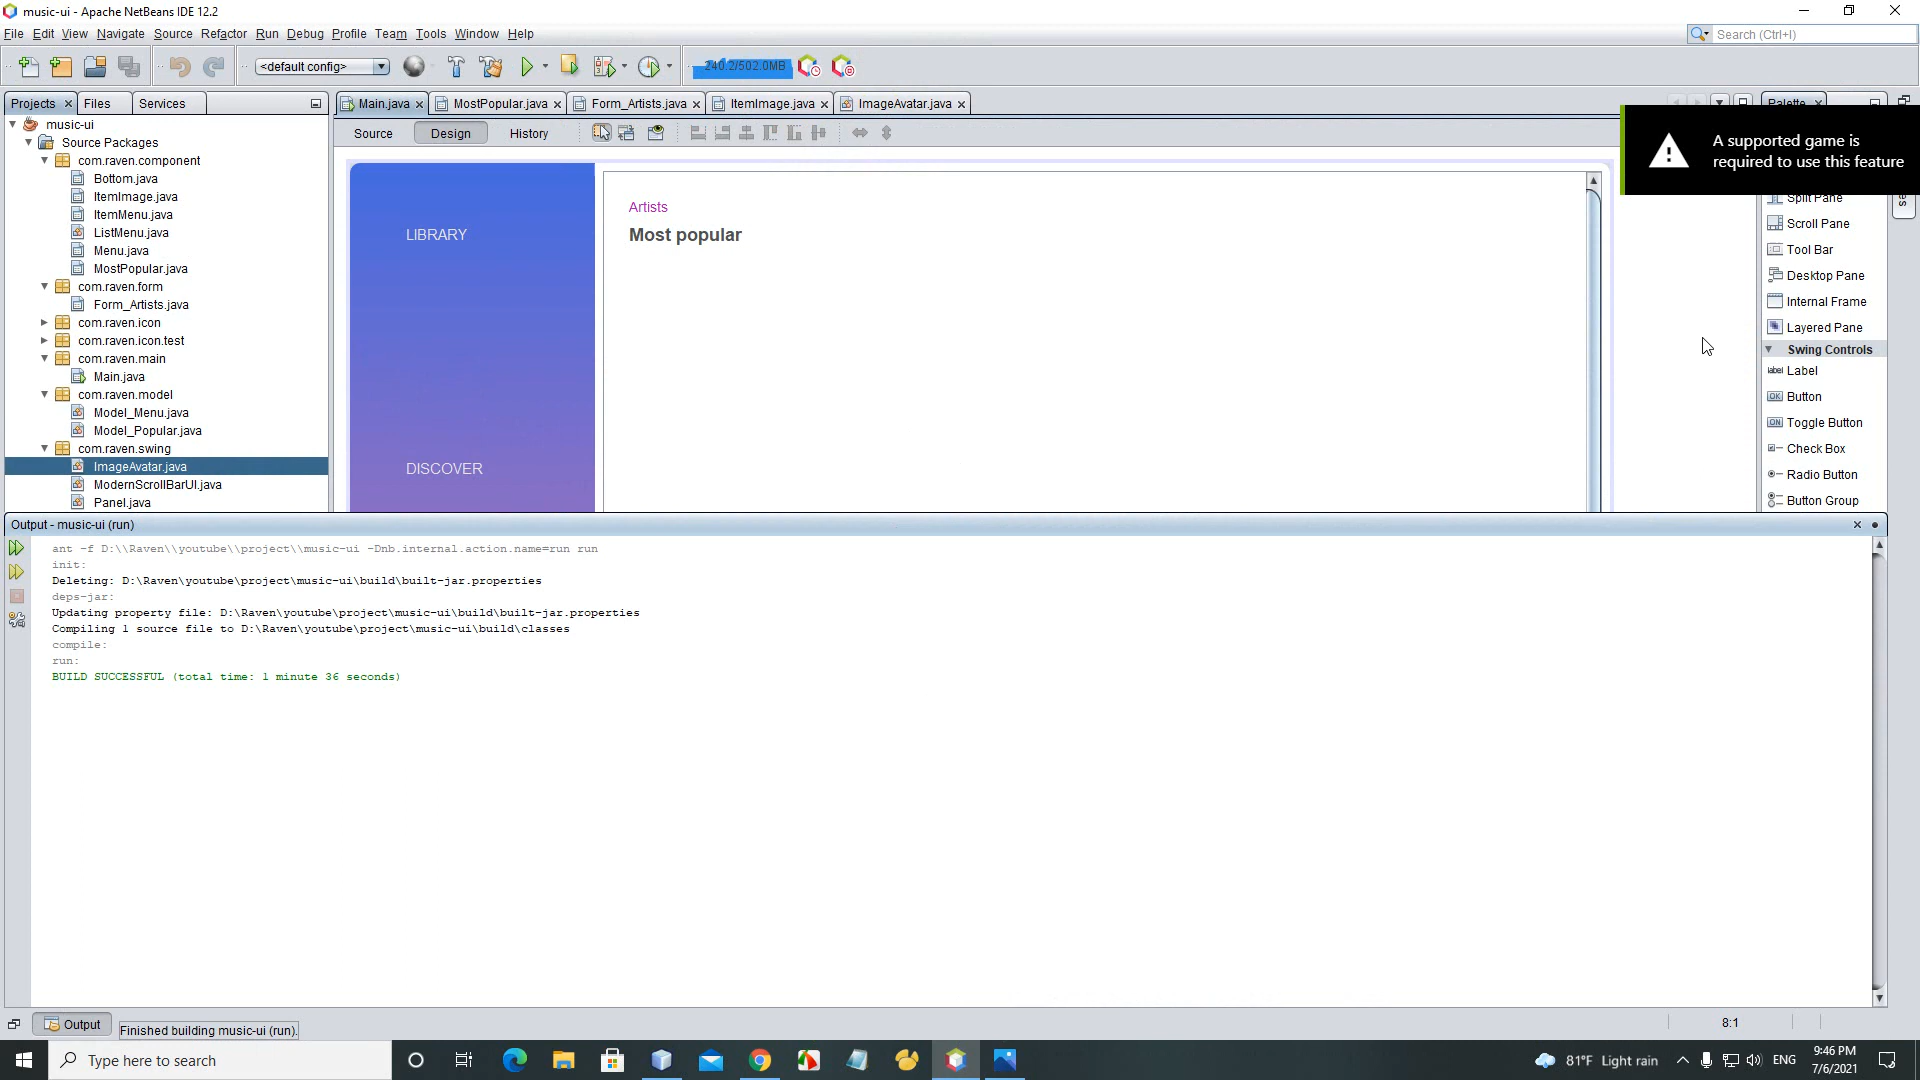 music-ui - Apache NetBeans IDE 12.2
File Edit View Navigate Source Refactor Run Debug Profile Team Tools Window Help
Search (Ctrl+I)
<default config>
240.2/502.0MB
Projects Files Services
Main.java MostPopular.java Form_Artists.java ItemImage.java ImageAvatar.java
Palette
Source Design History
A supported game is
required to use this feature
music-ui
Source Packages
com.raven.component
Bottom.java
ItemImage.java
ItemMenu.java
ListMenu.java
Menu.java
MostPopular.java
com.raven.form
Form_Artists.java
com.raven.icon
com.raven.icon.test
com.raven.main
Main.java
com.raven.model
Model_Menu.java
Model_Popular.java
com.raven.swing
ImageAvatar.java
ModernScrollBarUI.java
Panel.java
LIBRARY
DISCOVER
Artists
Most popular
Split Pane
Scroll Pane
Tool Bar
Desktop Pane
Internal Frame
Layered Pane
Swing Controls
label Label
OK Button
ON Toggle Button
Check Box
Radio Button
Button Group
Output - music-ui (run)
ant -f D:\\Raven\\youtube\\project\\music-ui -Dnb.internal.action.name=run run
init:
Deleting: D:\Raven\youtube\project\music-ui\build\built-jar.properties
deps-jar:
Updating property file: D:\Raven\youtube\project\music-ui\build\built-jar.properties
Compiling 1 source file to D:\Raven\youtube\project\music-ui\build\classes
compile:
run:
BUILD SUCCESSFUL (total time: 1 minute 36 seconds)
Output
Finished building music-ui (run).
8:1
Type here to search
81°F Light rain
ENG
9:46 PM
7/6/2021